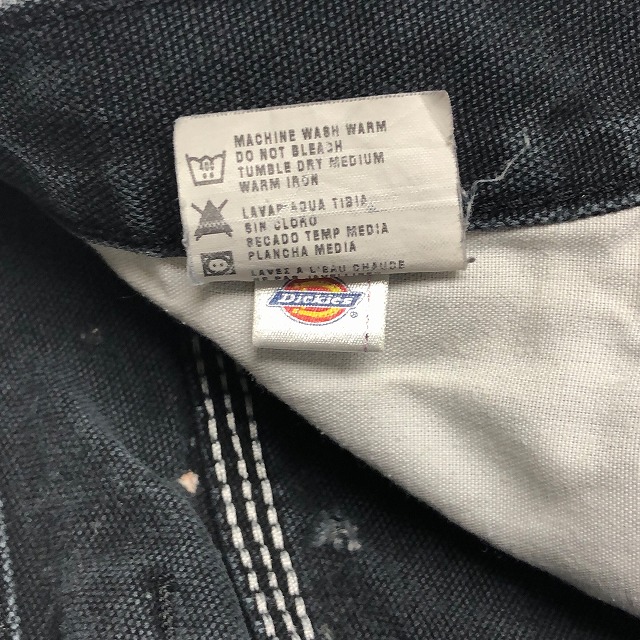 MACHINE WASH WARM
DO NOT BLEACH
TUMBLE DRY MEDIUM
WARM IRON
LAVAR AQUA TIBIA
SIN CLORO
SECADO TEMP MEDIA
PLANCHA MEDIA
LAVEZ A L'EAU CHAUDE
Dickies